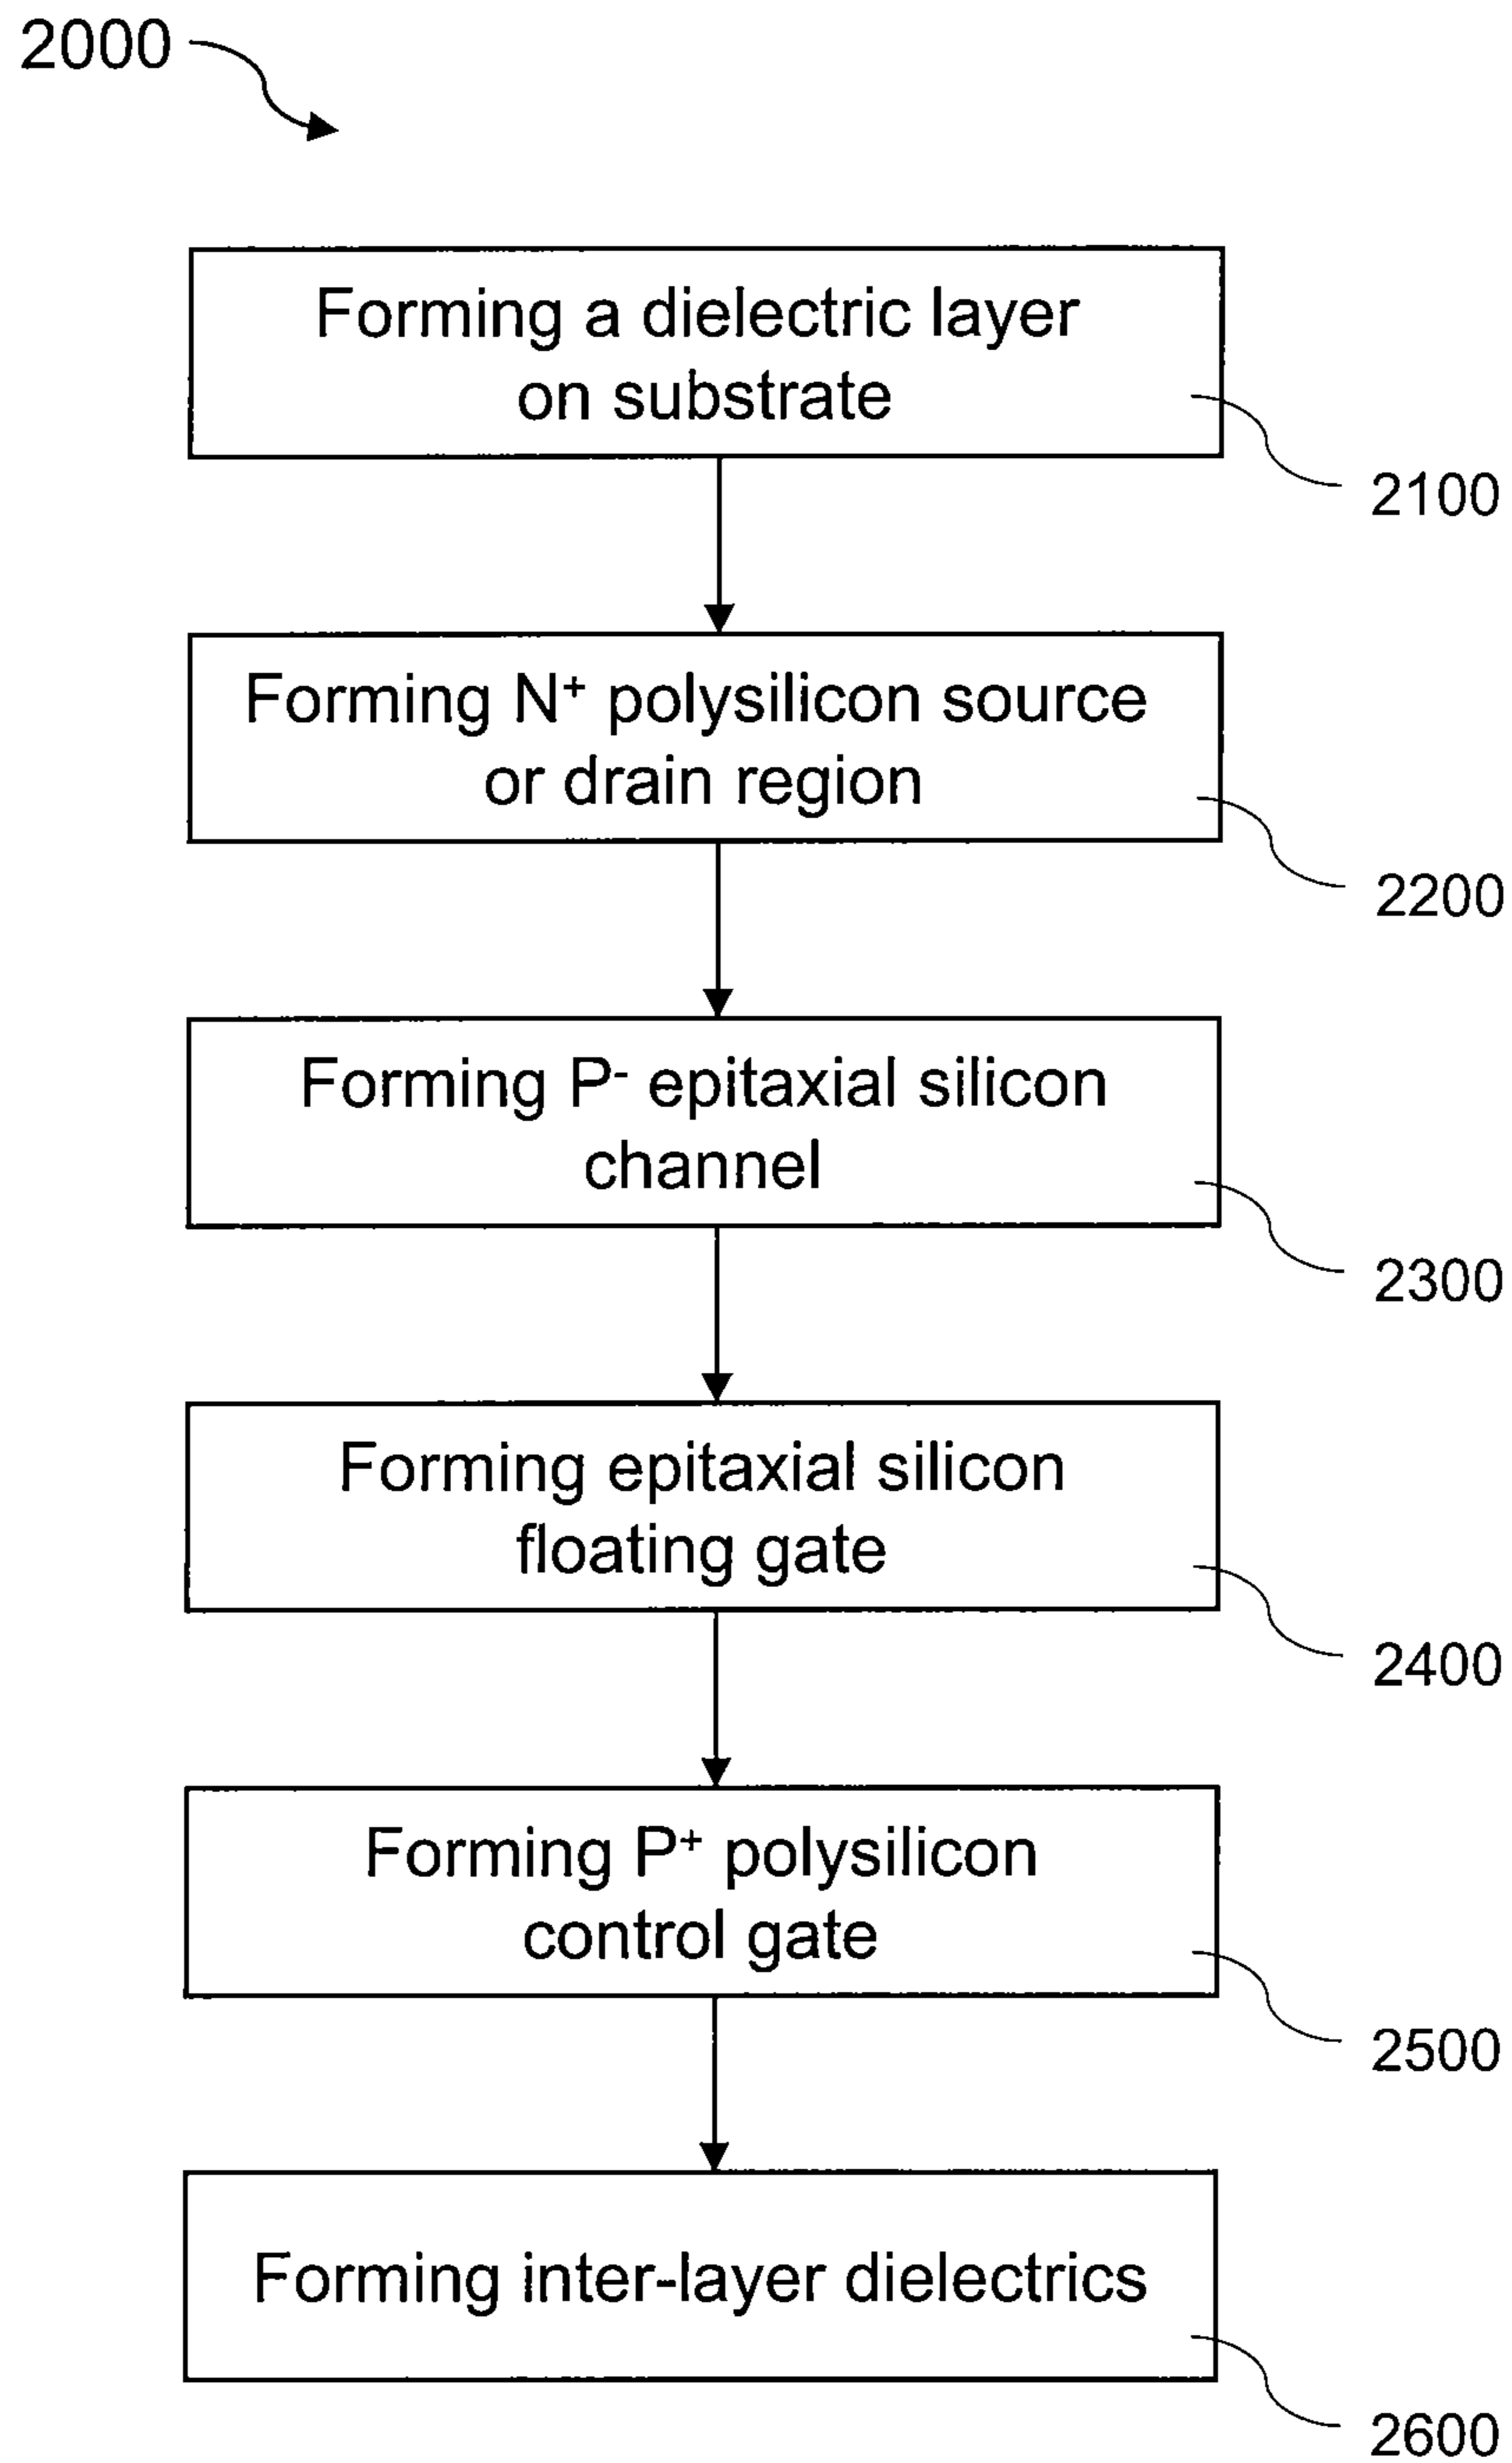 2000
Forming a dielectric layer
on substrate
2100
Forming N⁺ polysilicon source
or drain region
2200
Forming P⁻ epitaxial silicon
channel
2300
Forming epitaxial silicon
floating gate
2400
Forming P⁺ polysilicon
control gate
2500
Forming inter-layer dielectrics
2600